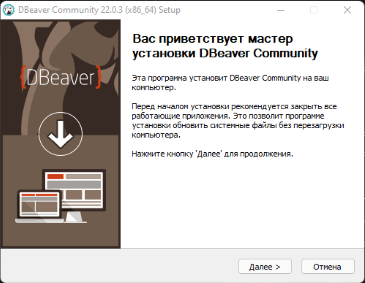 DBeaver Community 22.0.3 (x86_64) Setup
{DBeaver}
Вас приветствует мастер
установки DBeaver Community
Эта программа установит DBeaver Community на ваш
компьютер.
Перед началом установки рекомендуется закрыть все
работающие приложения. Это позволит программе
установки обновить системные файлы без перезагрузки
компьютера.
Нажмите кнопку 'Далее' для продолжения.
Далее >
Отмена